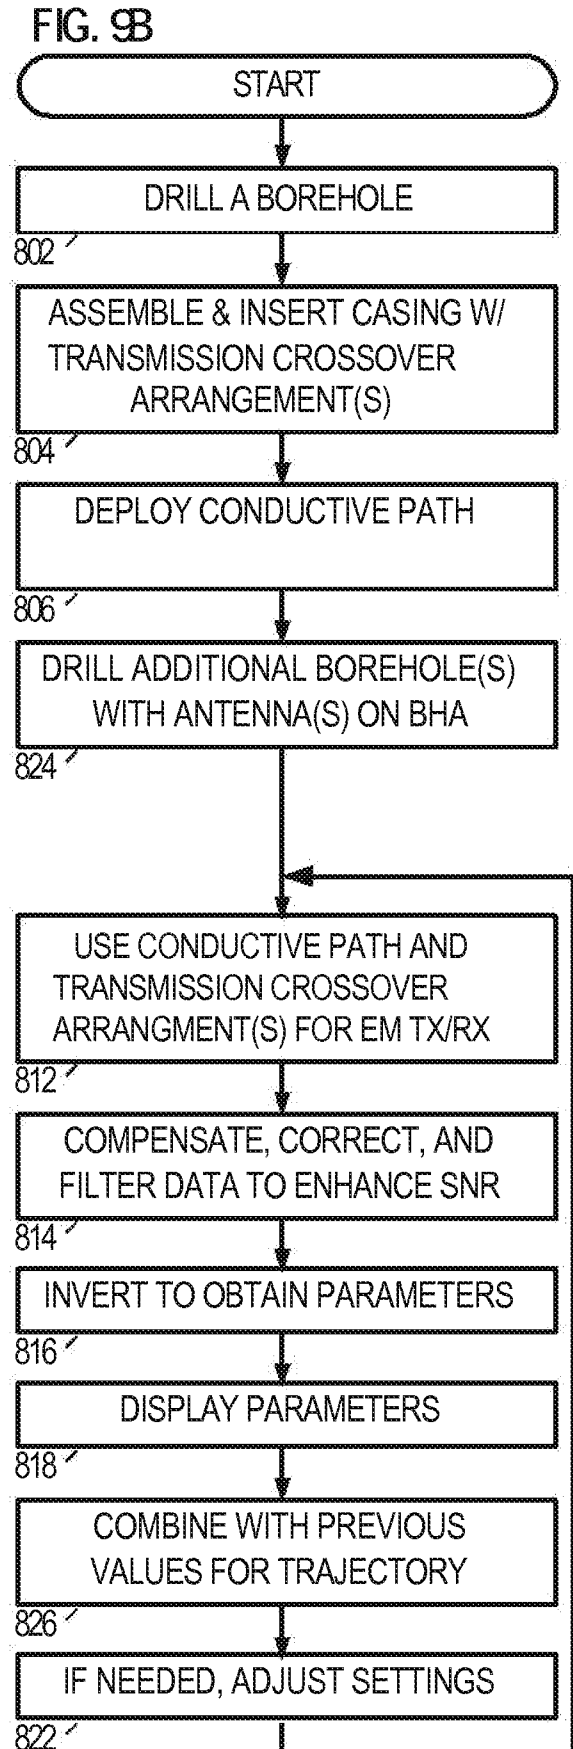 FIG. 9B
START
DRILL A BOREHOLE
802
ASSEMBLE & INSERT CASING W/
TRANSMISSION CROSSOVER
ARRANGEMENT(S)
804
DEPLOY CONDUCTIVE PATH
806
DRILL ADDITIONAL BOREHOLE(S)
WITH ANTENNA(S) ON BHA
824
USE CONDUCTIVE PATH AND
TRANSMISSION CROSSOVER
ARRANGMENT(S) FOR EM TX/RX
812
COMPENSATE, CORRECT, AND
FILTER DATA TO ENHANCE SNR
814
INVERT TO OBTAIN PARAMETERS
816
DISPLAY PARAMETERS
818
COMBINE WITH PREVIOUS
VALUES FOR TRAJECTORY
826
IF NEEDED, ADJUST SETTINGS
822